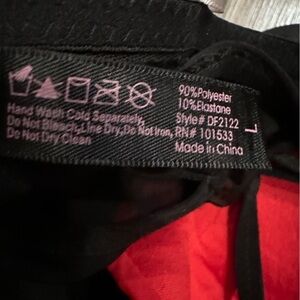 90%Polyester
10%Elastane
Hand Wash Cold Separately, Style# DF2122
Do Not Bleach,Line Dry,Do Not Iron, RN# 101533
Do Not Dry Clean Made in China
L